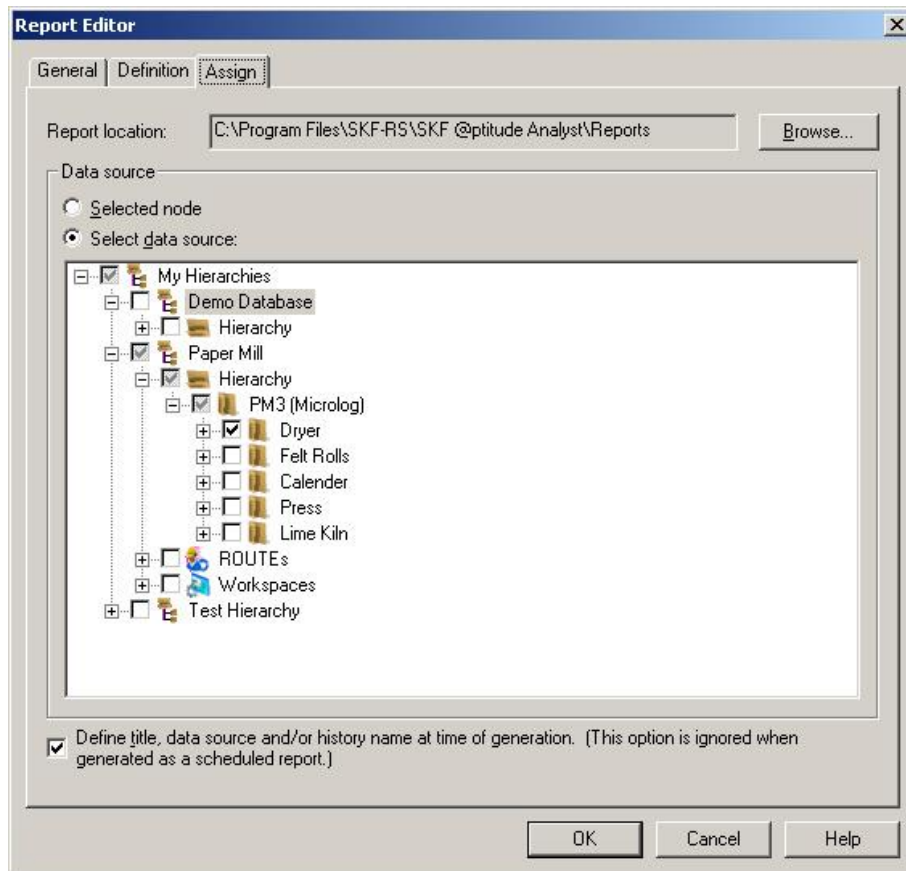 Report Editor
General Definition Assign
Report location: C:\Program Files\SKF-RS\SKF @ptitude Analyst\Reports Browse...
Data source
Selected node
Select data source:
My Hierarchies
Demo Database
Hierarchy
Paper Mill
Hierarchy
PM3 (Microlog)
Dryer
Felt Rolls
Calender
Press
Lime Kiln
ROUTEs
Workspaces
Test Hierarchy
Define title, data source and/or history name at time of generation. (This option is ignored when
generated as a scheduled report.)
OK Cancel Help